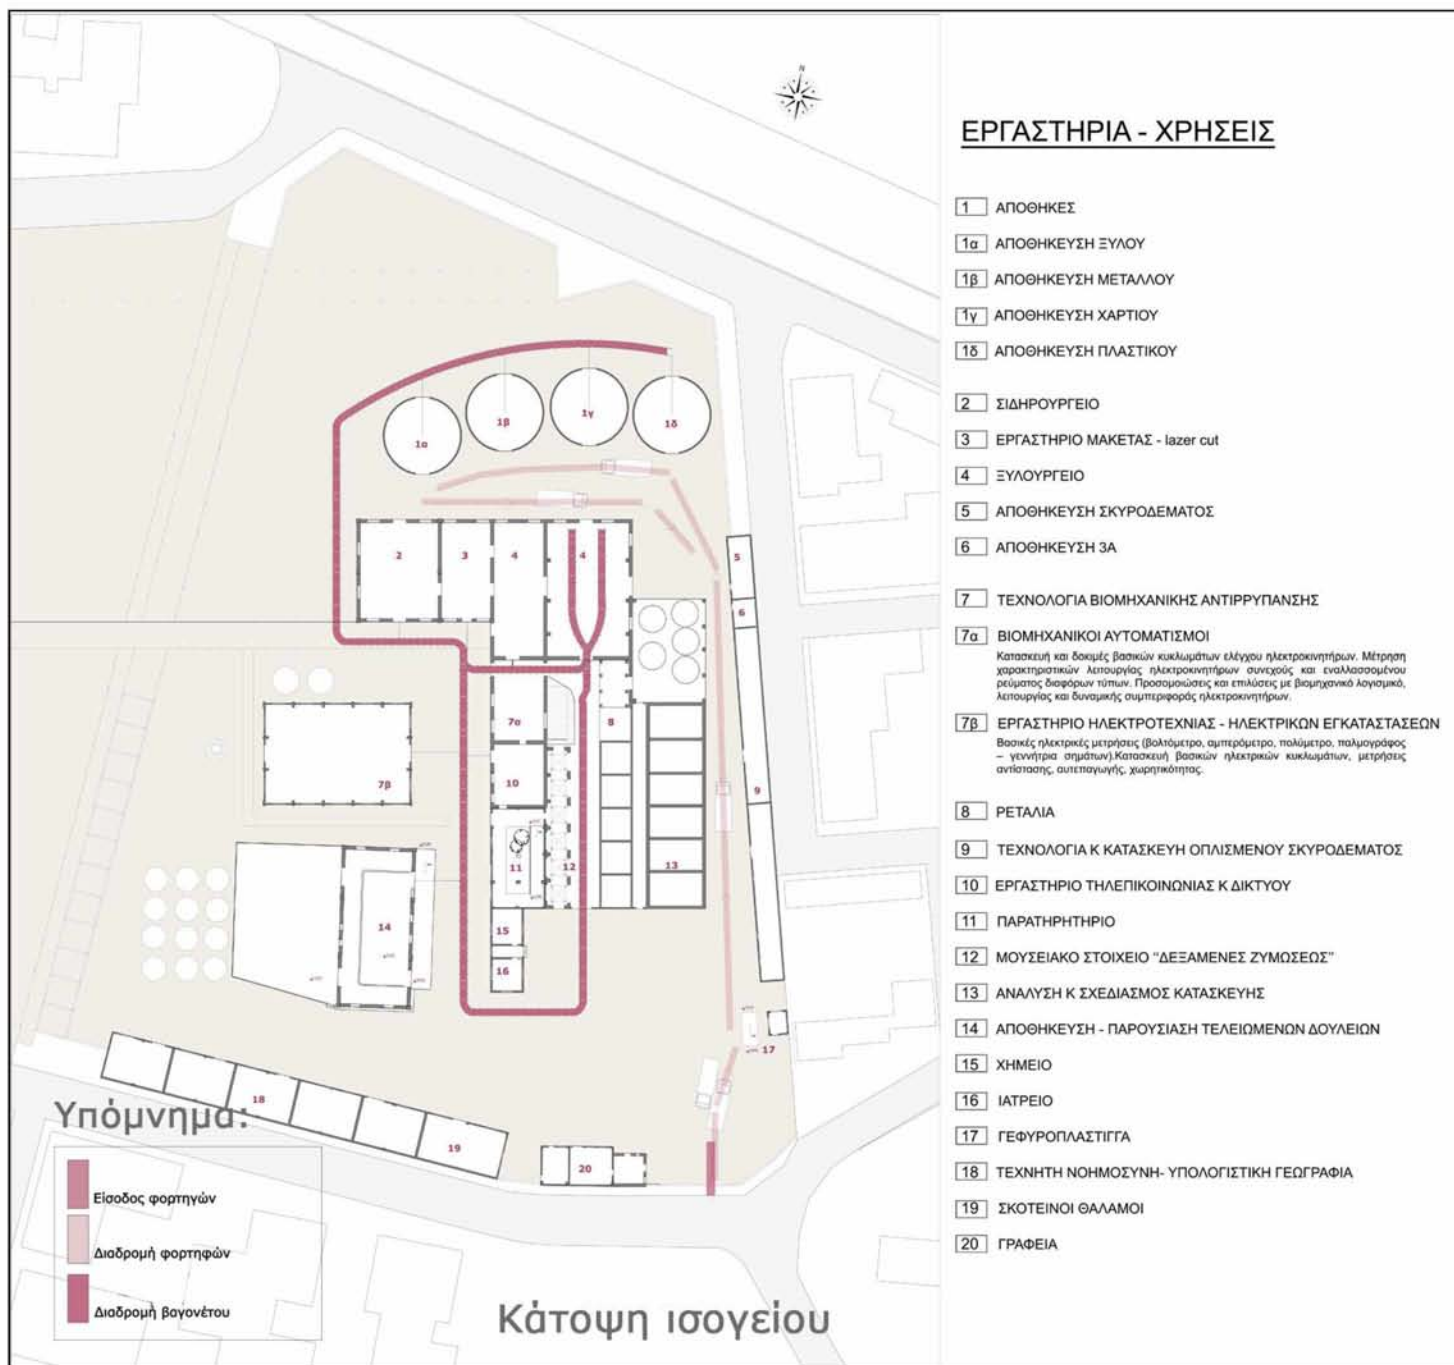 N
ΕΡΓΑΣΤΗΡΙΑ - ΧΡΗΣΕΙΣ
1 ΑΠΟΘΗΚΕΣ
1α ΑΠΟΘΗΚΕΥΣΗ ΞΥΛΟΥ
1β ΑΠΟΘΗΚΕΥΣΗ ΜΕΤΑΛΛΟΥ
1γ ΑΠΟΘΗΚΕΥΣΗ ΧΑΡΤΙΟΥ
1δ ΑΠΟΘΗΚΕΥΣΗ ΠΛΑΣΤΙΚΟΥ
2 ΣΙΔΗΡΟΥΡΓΕΙΟ
3 ΕΡΓΑΣΤΗΡΙΟ ΜΑΚΕΤΑΣ - lazer cut
4 ΞΥΛΟΥΡΓΕΙΟ
5 ΑΠΟΘΗΚΕΥΣΗ ΣΚΥΡΟΔΕΜΑΤΟΣ
6 ΑΠΟΘΗΚΕΥΣΗ 3Α
7 ΤΕΧΝΟΛΟΓΙΑ ΒΙΟΜΗΧΑΝΙΚΗΣ ΑΝΤΙΡΡΥΠΑΝΣΗΣ
7α ΒΙΟΜΗΧΑΝΙΚΟΙ ΑΥΤΟΜΑΤΙΣΜΟΙ
Κατασκευή και δοκιμές βασικών κυκλωμάτων ελέγχου ηλεκτροκινητήρων. Μέτρηση
χαρακτηριστικών λειτουργίας ηλεκτροκινητήρων συνεχούς και εναλλασσομένου
ρεύματος διαφόρων τύπων. Προσομοιώσεις και επιλύσεις με βιομηχανικό λογισμικό,
λειτουργίας και δυναμικής συμπεριφοράς ηλεκτροκινητήρων.
7β ΕΡΓΑΣΤΗΡΙΟ ΗΛΕΚΤΡΟΤΕΧΝΙΑΣ - ΗΛΕΚΤΡΙΚΩΝ ΕΓΚΑΤΑΣΤΑΣΕΩΝ
Βασικές ηλεκτρικές μετρήσεις (βολτόμετρο, αμπερόμετρο, πολύμετρο, παλμογράφος
– γεννήτρια σημάτων).Κατασκευή βασικών ηλεκτρικών κυκλωμάτων, μετρήσεις
αντίστασης, αυτεπαγωγής, χωρητικότητας.
8 ΡΕΤΑΛΙΑ
9 ΤΕΧΝΟΛΟΓΙΑ Κ ΚΑΤΑΣΚΕΥΗ ΟΠΛΙΣΜΕΝΟΥ ΣΚΥΡΟΔΕΜΑΤΟΣ
10 ΕΡΓΑΣΤΗΡΙΟ ΤΗΛΕΠΙΚΟΙΝΩΝΙΑΣ Κ ΔΙΚΤΥΟΥ
11 ΠΑΡΑΤΗΡΗΤΗΡΙΟ
12 ΜΟΥΣΕΙΑΚΟ ΣΤΟΙΧΕΙΟ "ΔΕΞΑΜΕΝΕΣ ΖΥΜΩΣΕΩΣ"
13 ΑΝΑΛΥΣΗ Κ ΣΧΕΔΙΑΣΜΟΣ ΚΑΤΑΣΚΕΥΗΣ
14 ΑΠΟΘΗΚΕΥΣΗ - ΠΑΡΟΥΣΙΑΣΗ ΤΕΛΕΙΩΜΕΝΩΝ ΔΟΥΛΕΙΩΝ
15 ΧΗΜΕΙΟ
16 ΙΑΤΡΕΙΟ
17 ΓΕΦΥΡΟΠΛΑΣΤΙΓΓΑ
18 ΤΕΧΝΗΤΗ ΝΟΗΜΟΣΥΝΗ- ΥΠΟΛΟΓΙΣΤΙΚΗ ΓΕΩΓΡΑΦΙΑ
19 ΣΚΟΤΕΙΝΟΙ ΘΑΛΑΜΟΙ
20 ΓΡΑΦΕΙΑ
1α
1β
1γ
1δ
2
3
4
4
5
6
7α
8
7β
10
9
11
12
13
14
15
16
17
18
19
20
Υπόμνημα:
Είσοδος φορτηγών
Διαδρομή φορτηφών
Διαδρομή βαγονέτου
Κάτοψη ισογείου